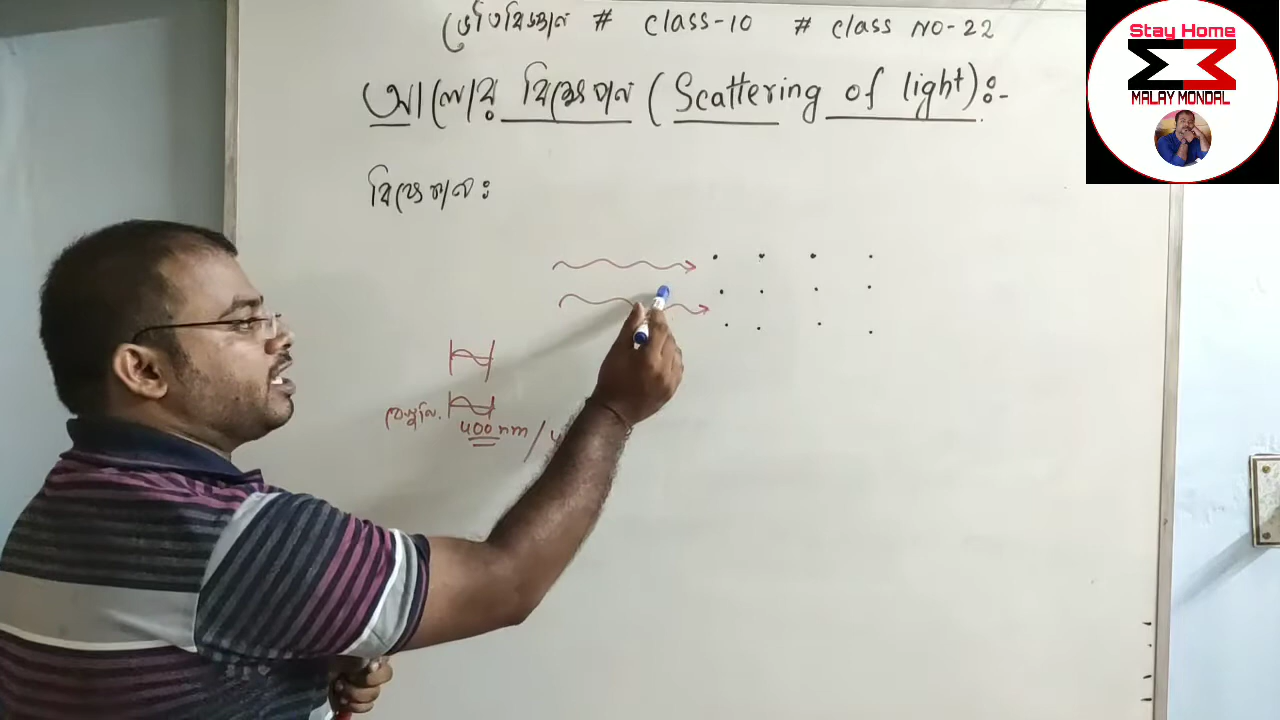 ভৌতবিজ্ঞান # Class-10 # Class NO-22
আলোর বিক্ষেপণ (Scattering of light):-
বিক্ষেপণ:
400 nm /
Stay Home
MALAY MONDAL